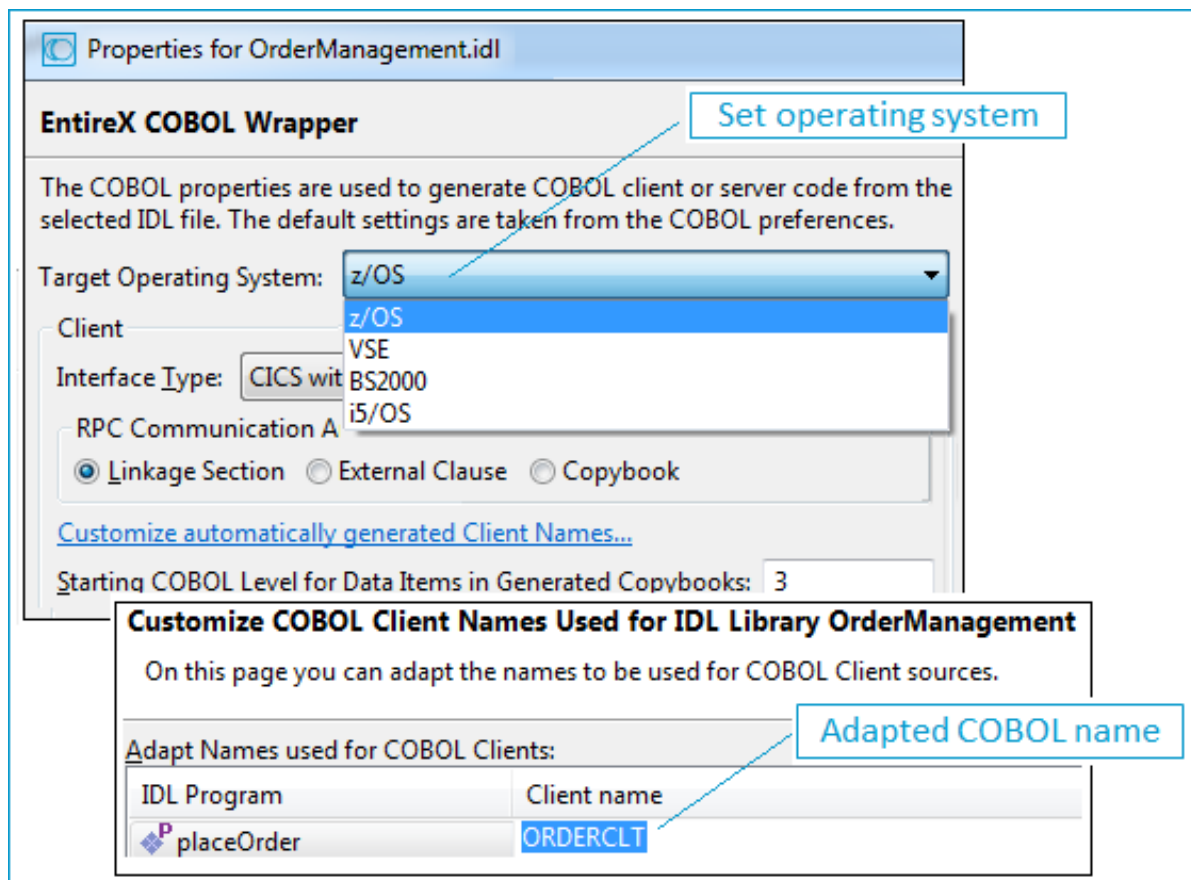 Properties for OrderManagement.idl
EntireX COBOL Wrapper
Set operating system
The COBOL properties are used to generate COBOL client or server code from the
selected IDL file. The default settings are taken from the COBOL preferences.
Target Operating System: z/OS
z/OS
Client
VSE
Interface Type: CICS wit
BS2000
i5/OS
RPC Communication A
Linkage Section External Clause Copybook
Customize automatically generated Client Names...
Starting COBOL Level for Data Items in Generated Copybooks: 3
Customize COBOL Client Names Used for IDL Library OrderManagement
On this page you can adapt the names to be used for COBOL Client sources.
Adapted COBOL name
Adapt Names used for COBOL Clients:
IDL Program Client name
P placeOrder ORDERCLT